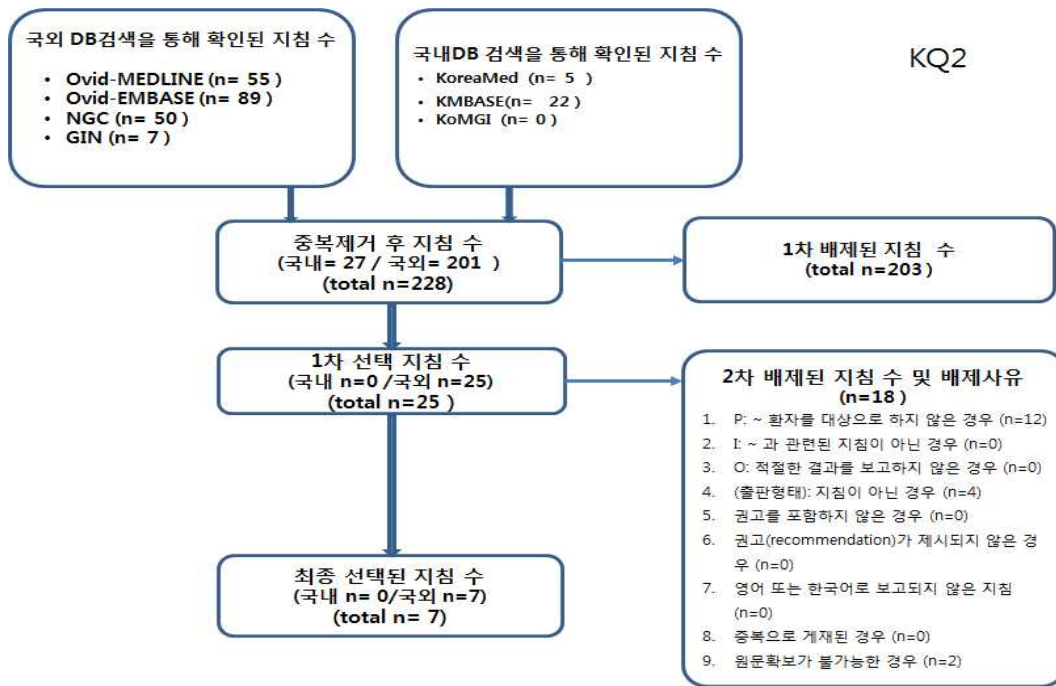 국외 DB검색을 통해 확인된 지침 수
• Ovid-MEDLINE (n= 55 )
• Ovid-EMBASE (n= 89)
• NGC (n= 50 )
• GIN (n= 7 )
국내DB 검색을 통해 확인된 지침 수
• KoreaMed (n= 5 )
• KMBASE(n= 22 )
• KoMGI (n= 0 )
KQ2
중복제거 후 지침 수
(국내= 27 / 국외= 201 )
(total n=228)
1차 배제된 지침 수
(total n=203 )
1차 선택 지침 수
(국내 n=0 /국외 n=25)
(total n=25 )
2차 배제된 지침 수 및 배제사유
(n=18 )
1. P: ~ 환자를 대상으로 하지 않은 경우 (n=12)
2. I: ~ 과 관련된 지침이 아닌 경우 (n=0)
3. O: 적절한 결과를 보고하지 않은 경우 (n=0)
4. (출판형태): 지침이 아닌 경우 (n=4)
5. 권고를 포함하지 않은 경우 (n=0)
6. 권고(recommendation)가 제시되지 않은 경
우 (n=0)
7. 영어 또는 한국어로 보고되지 않은 지침
(n=0)
8. 중복으로 게재된 경우 (n=0)
9. 원문확보가 불가능한 경우 (n=2)
최종 선택된 지침 수
(국내 n= 0/국외 n=7)
(total n= 7)